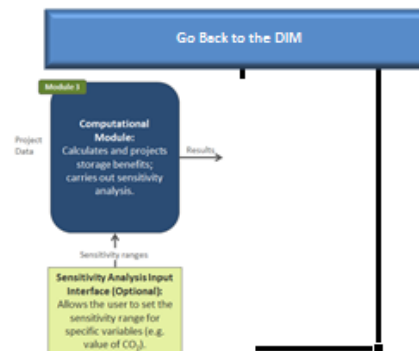 Go Back to the DIM
Module 3
Computational
Module:
Calculates and projects
storage benefits;
carries out sensitivity
analysis.
Project
Data
Results
Sensitivity ranges
Sensitivity Analysis Input
Interface (Optional):
Allows the user to set the
sensitivity range for
specific variables (e.g.
value of CO₂).